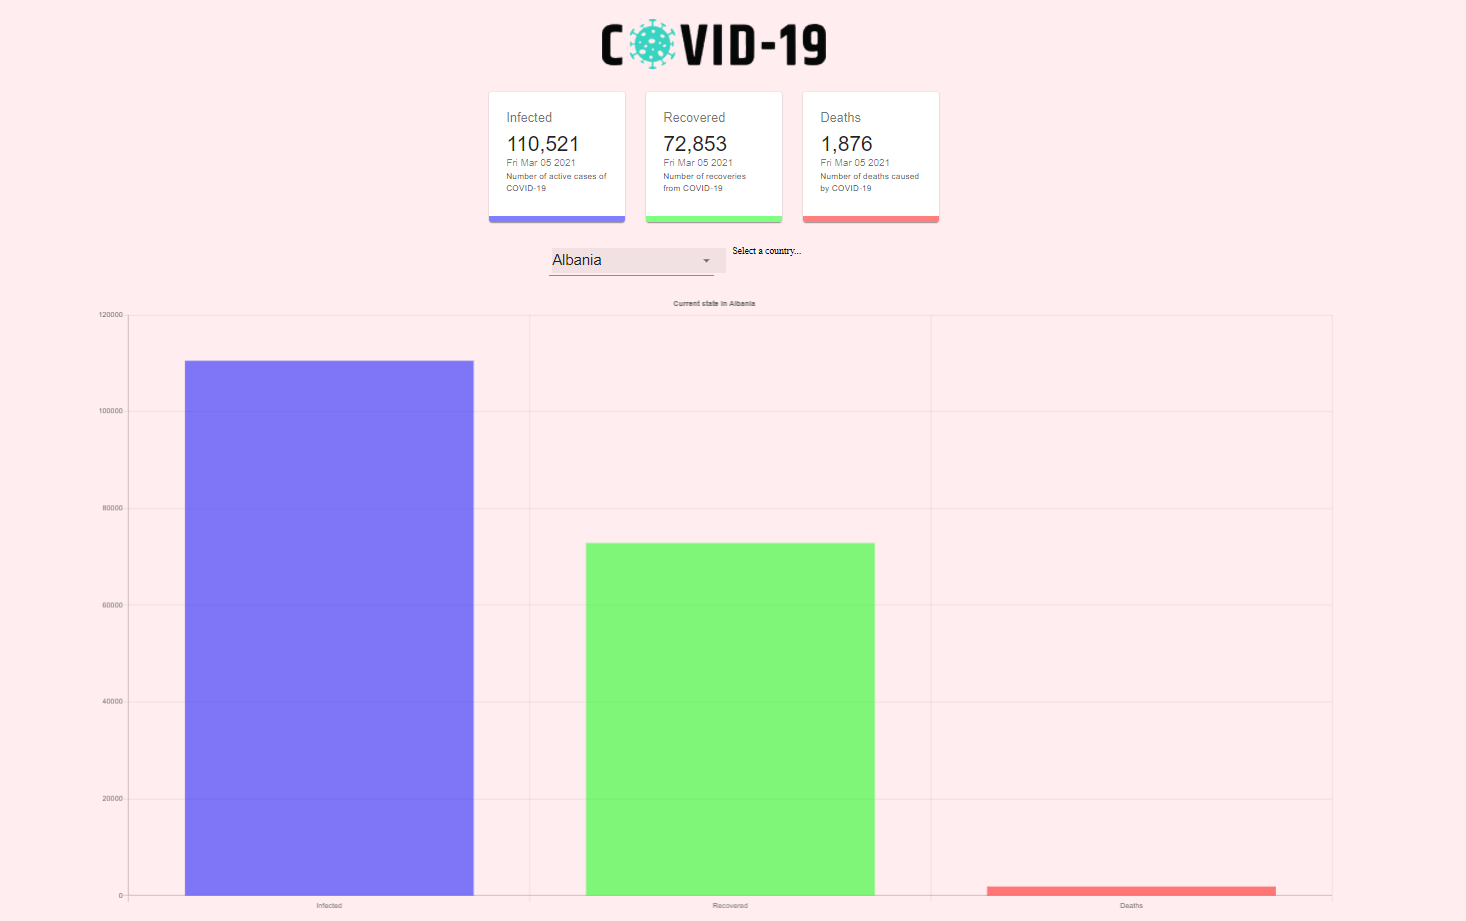 COVID-19
Infected
110,521
Fri Mar 05 2021
Number of active cases of
COVID-19
Recovered
72,853
Fri Mar 05 2021
Number of recoveries
from COVID-19
Deaths
1,876
Fri Mar 05 2021
Number of deaths caused
by COVID-19
Albania
Select a country...
Current state in Albania
120000
100000
80000
60000
40000
20000
0
Infected
Recovered
Deaths